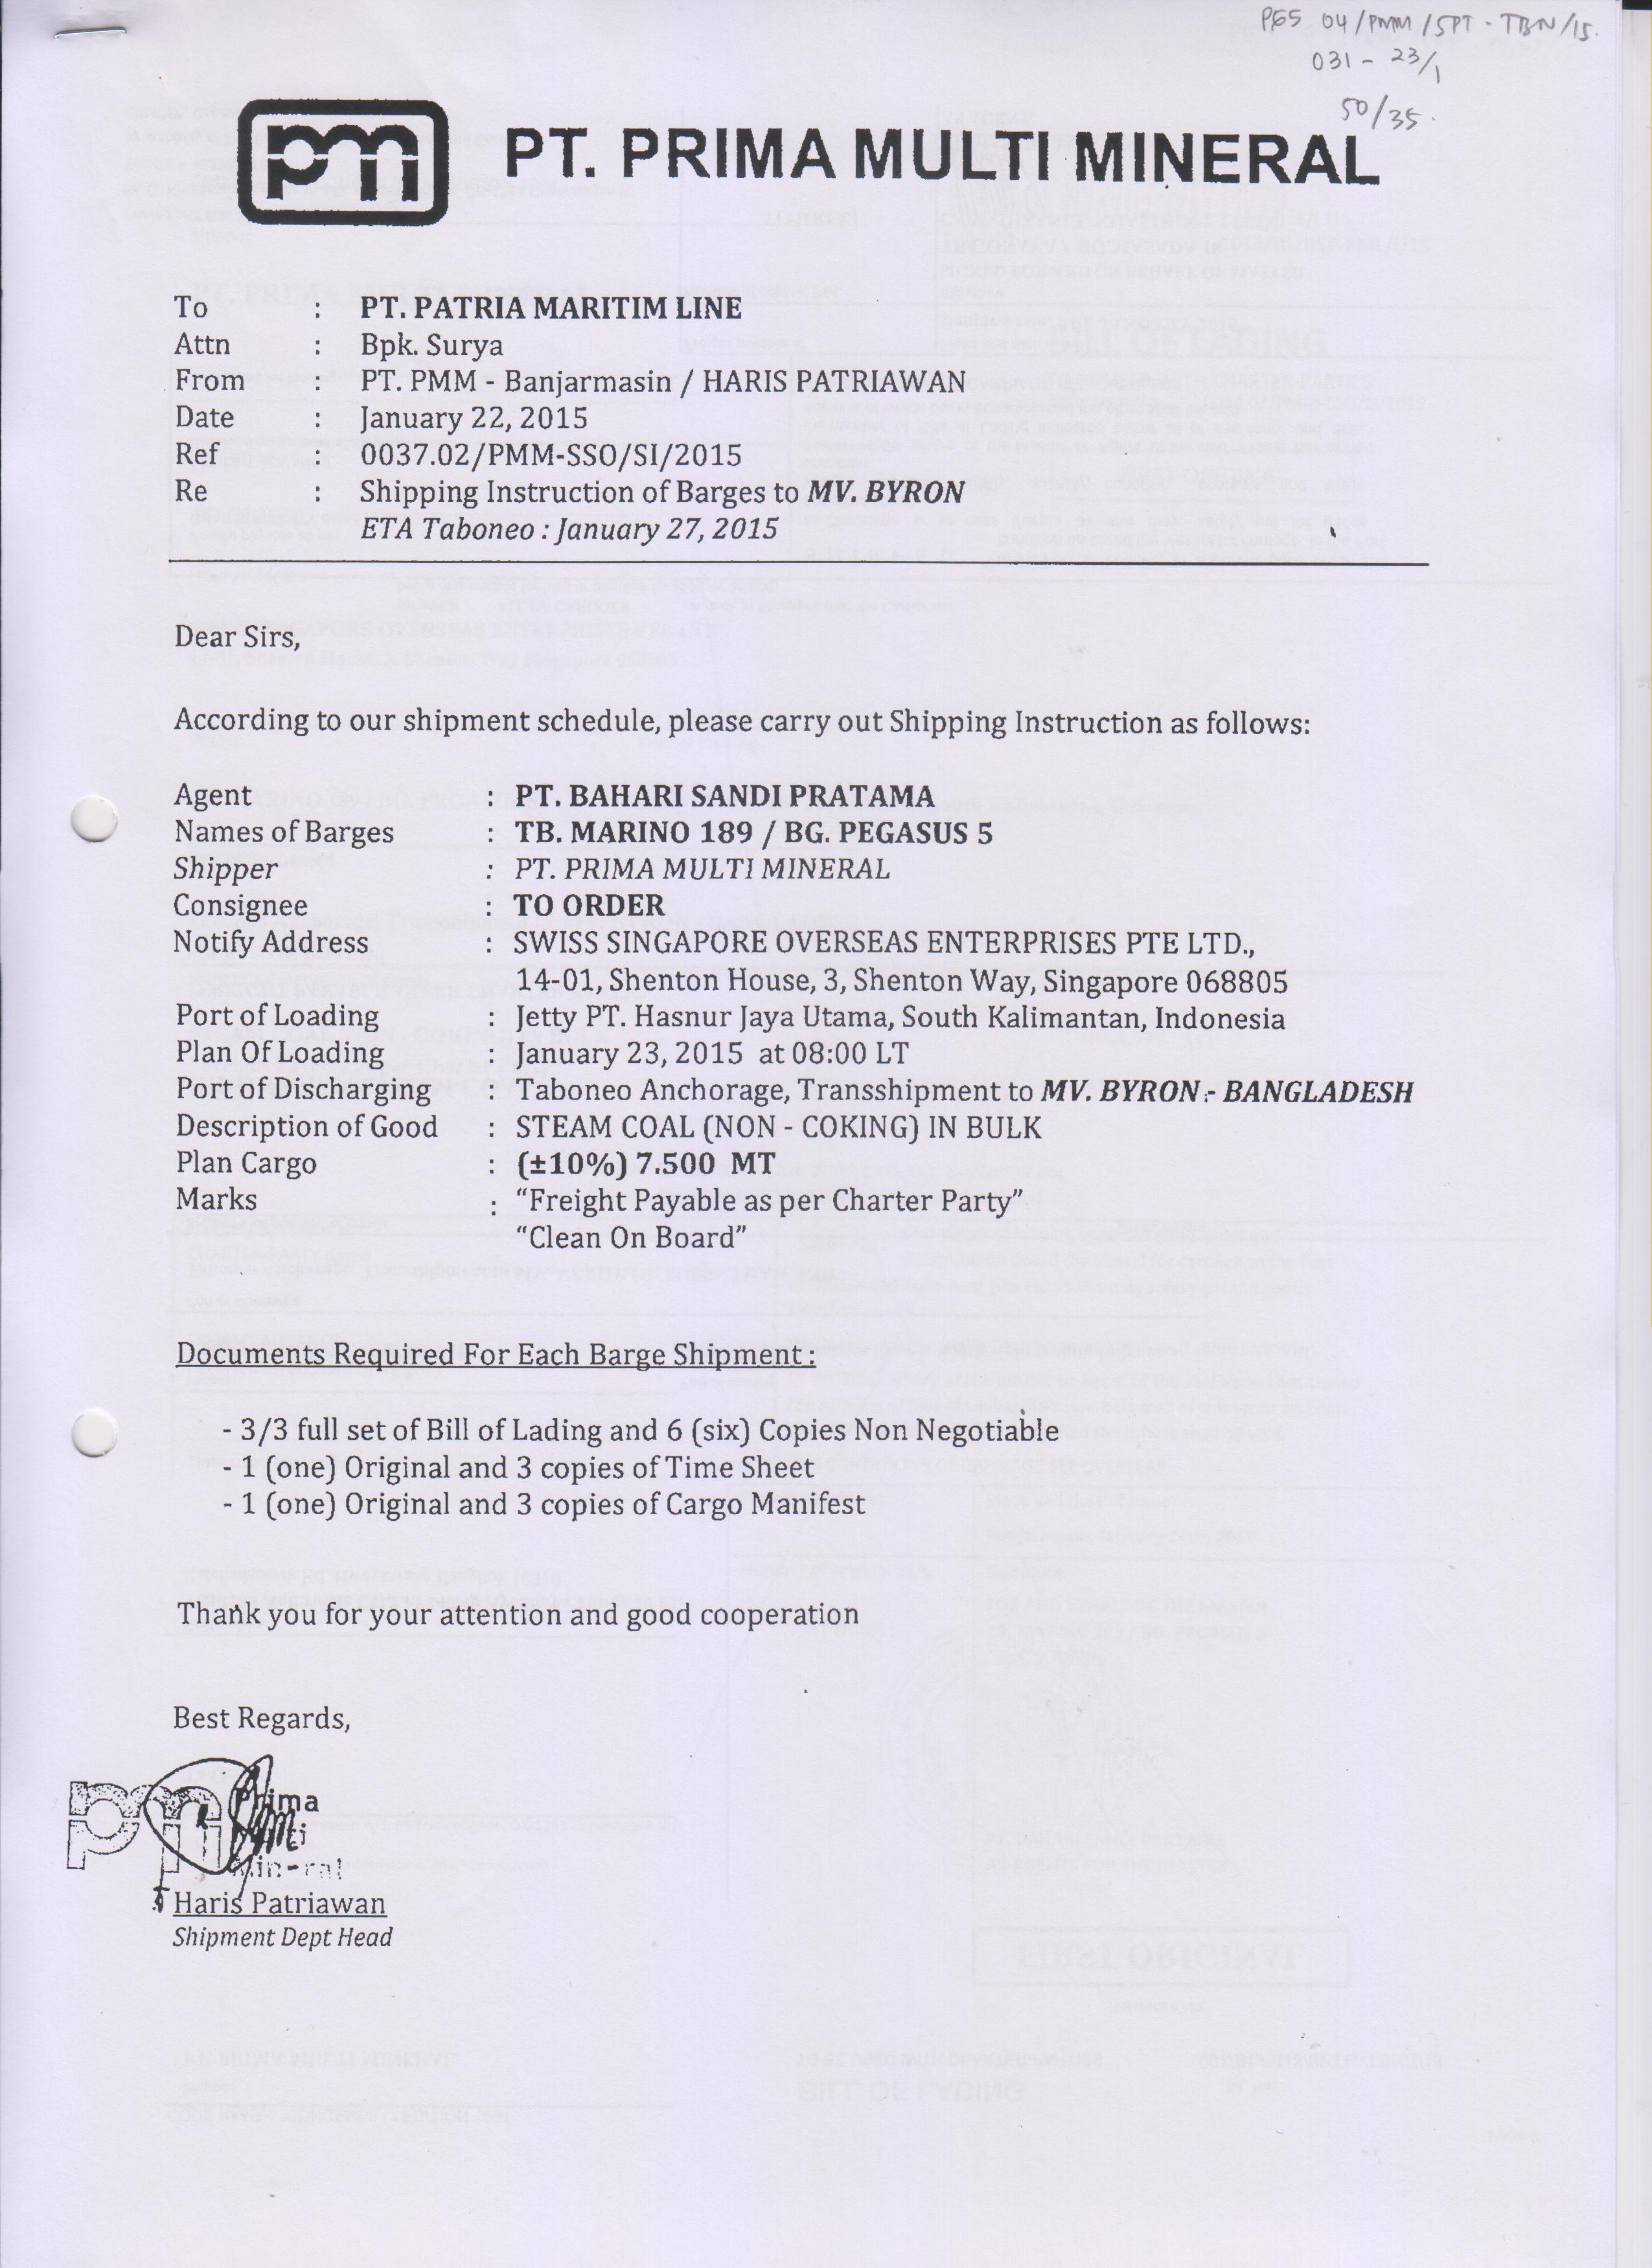 PG5 04/PMM/SPT - TBN/15.
031 - 23/1
50/35.
pm PT. PRIMA MULTI MINERAL
To : PT. PATRIA MARITIM LINE
Attn : Bpk. Surya
From : PT. PMM - Banjarmasin / HARIS PATRIAWAN
Date : January 22, 2015
Ref : 0037.02/PMM-SSO/SI/2015
Re : Shipping Instruction of Barges to MV. BYRON
ETA Taboneo : January 27, 2015
Dear Sirs,
According to our shipment schedule, please carry out Shipping Instruction as follows:
Agent : PT. BAHARI SANDI PRATAMA
Names of Barges : TB. MARINO 189 / BG. PEGASUS 5
Shipper : PT. PRIMA MULTI MINERAL
Consignee : TO ORDER
Notify Address : SWISS SINGAPORE OVERSEAS ENTERPRISES PTE LTD.,
14-01, Shenton House, 3, Shenton Way, Singapore 068805
Port of Loading : Jetty PT. Hasnur Jaya Utama, South Kalimantan, Indonesia
Plan Of Loading : January 23, 2015 at 08:00 LT
Port of Discharging : Taboneo Anchorage, Transshipment to MV. BYRON - BANGLADESH
Description of Good : STEAM COAL (NON - COKING) IN BULK
Plan Cargo : (±10%) 7.500 MT
Marks : “Freight Payable as per Charter Party”
“Clean On Board”
Documents Required For Each Barge Shipment :
- 3/3 full set of Bill of Lading and 6 (six) Copies Non Negotiable
- 1 (one) Original and 3 copies of Time Sheet
- 1 (one) Original and 3 copies of Cargo Manifest
Thank you for your attention and good cooperation
Best Regards,
pm Prima
Multi
Mineral
Haris Patriawan
Shipment Dept Head